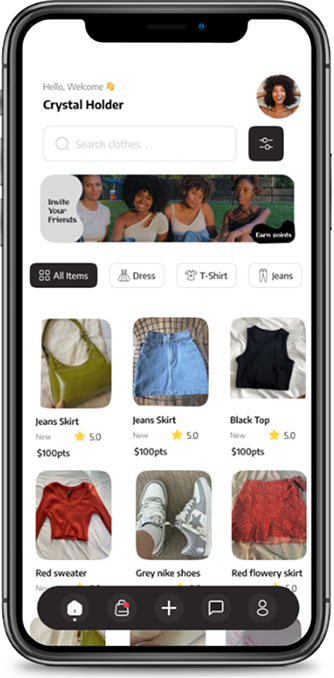 Hello, Welcome 👋
Crystal Holder
Search clothes. . .
Invite
Your
Friends
Earn points
All Items
Dress
T-Shirt
Jeans
Jeans Skirt
Jeans Skirt
Black Top
New
5.0
New
5.0
New
5.0
$100pts
$100pts
$100pts
Red sweater
Grey nike shoes
Red flowery skirt